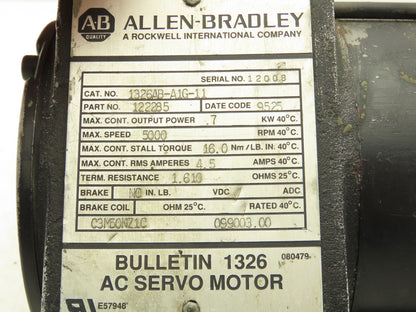 AB ALLEN-BRADLEY
QUALITY A ROCKWELL INTERNATIONAL COMPANY
SERIAL NO. 12008
CAT. NO. 1326AB-A1G-11
PART NO. 122285 DATE CODE 9525
MAX. CONT. OUTPUT POWER .7 KW 40°C.
MAX. SPEED 5000 RPM 40°C.
MAX. CONT. STALL TORQUE 16.0 Nm/LB. IN. 40°C.
MAX. CONT RMS AMPERES 4.5 AMPS 40°C.
TERM. RESISTANCE 1.610 OHMS 25°C.
BRAKE NO IN. LB. VDC ADC
BRAKE COIL OHM 25°C. RATED 40°C.
099003.00
BULLETIN 1326 080479
AC SERVO MOTOR
E57948